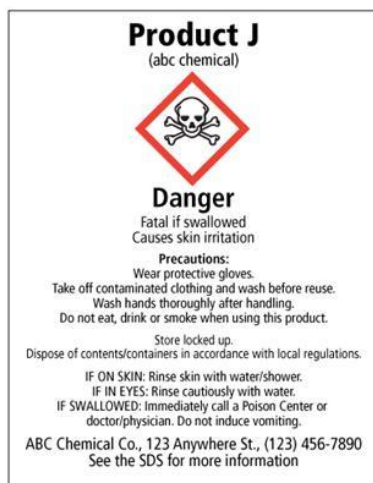 Product J
(abc chemical)
Danger
Fatal if swallowed
Causes skin irritation
Precautions:
Wear protective gloves.
Take off contaminated clothing and wash before reuse.
Wash hands thoroughly after handling.
Do not eat, drink or smoke when using this product.
Store locked up.
Dispose of contents/containers in accordance with local regulations.
IF ON SKIN: Rinse skin with water/shower.
IF IN EYES: Rinse cautiously with water.
IF SWALLOWED: Immediately call a Poison Center or
doctor/physician. Do not induce vomiting.
ABC Chemical Co., 123 Anywhere St., (123) 456-7890
See the SDS for more information